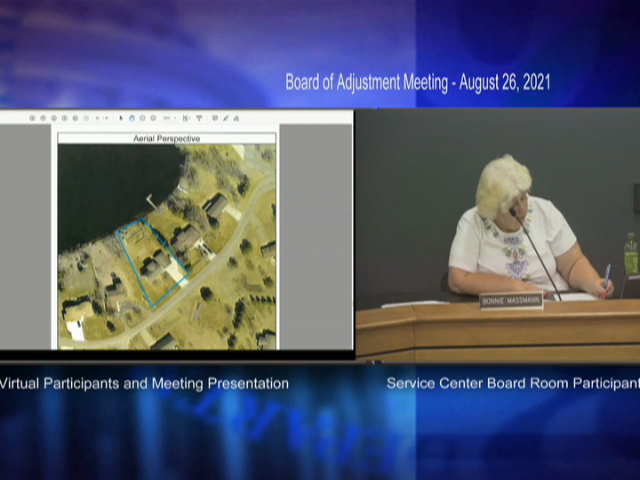 Board of Adjustment Meeting - August 26, 2021
Aerial Perspective
BONNIE MASSMANN
Virtual Participants and Meeting Presentation
Service Center Board Room Participant